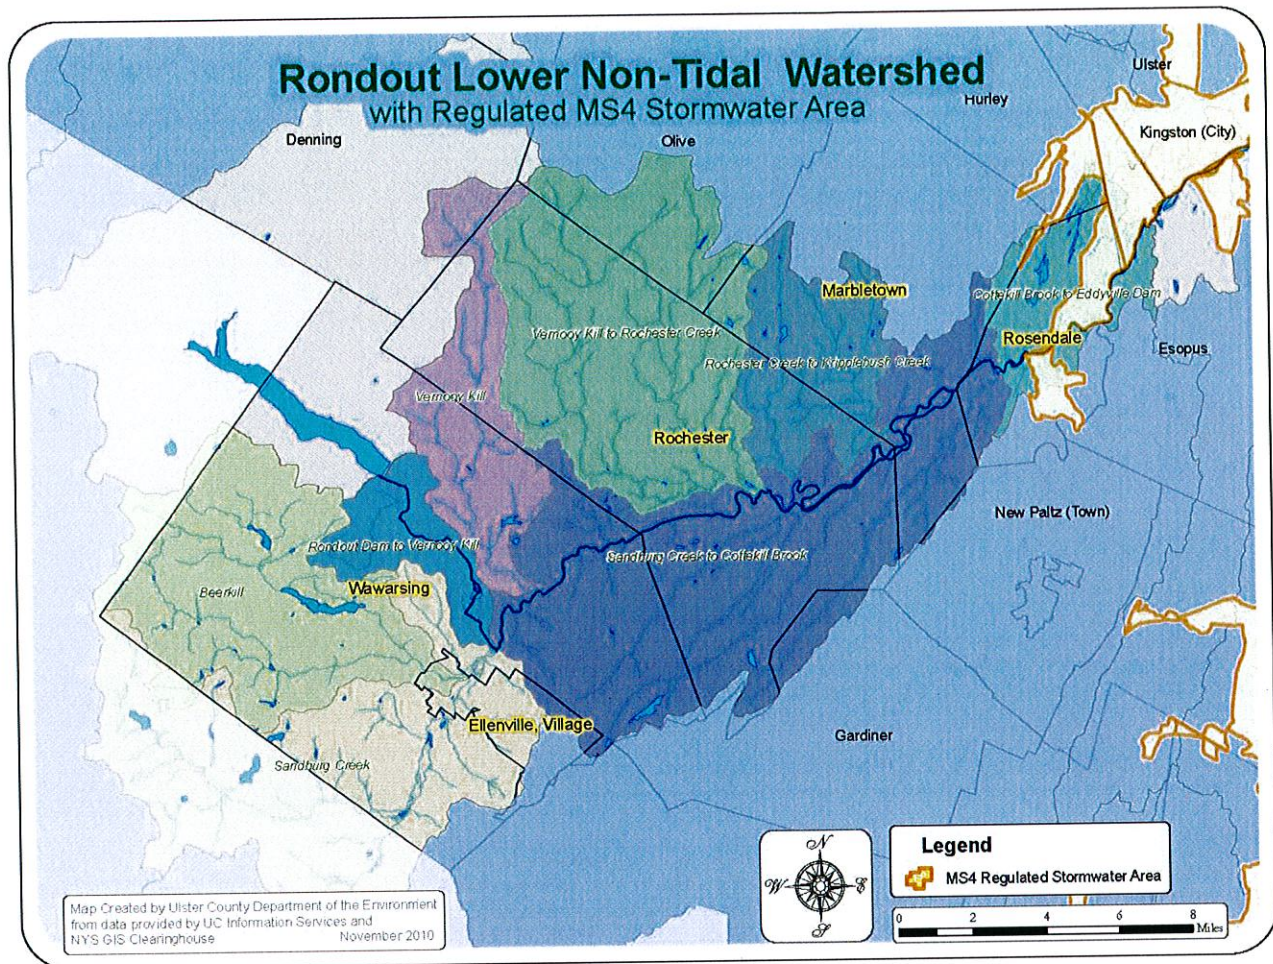 Rondout Lower Non-Tidal Watershed
with Regulated MS4 Stormwater Area
Ulster
Hurley
Kingston (City)
Denning
Olive
Marbletown
Cottekill Brook to Eddyville Dam
Rosendale
Esopus
Vernooy Kill to Rochester Creek
Rochester Creek to Kripplebush Creek
Vernooy Kill
Rochester
New Paltz (Town)
Rondout Dam to Vernooy Kill
Sandburg Creek to Cottekill Brook
Wawarsing
Beerkill
Ellenville, Village
Gardiner
Sandburg Creek
N
W
E
S
Legend
MS4 Regulated Stormwater Area
0 2 4 6 8
Miles
Map Created by Ulster County Department of the Environment
from data provided by UC Information Services and
NYS GIS Clearinghouse November 2010